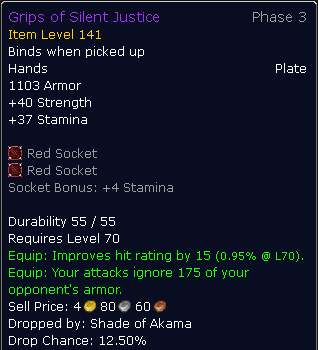 Grips of Silent Justice Phase 3
Item Level 141
Binds when picked up
Hands Plate
1103 Armor
+40 Strength
+37 Stamina
Red Socket
Red Socket
Socket Bonus: +4 Stamina
Durability 55 / 55
Requires Level 70
Equip: Improves hit rating by 15 (0.95% @ L70).
Equip: Your attacks ignore 175 of your
opponent's armor.
Sell Price: 4 80 60
Dropped by: Shade of Akama
Drop Chance: 12.50%